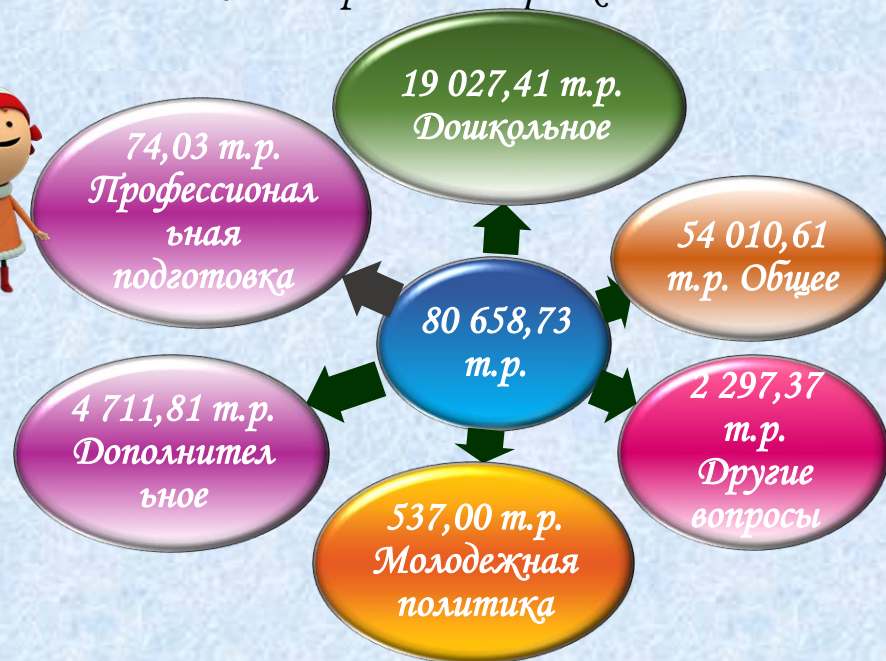 19 027,41 т.р.
Дошкольное
74,03 т.р.
Профессионал
ьная
подготовка
54 010,61
т.р. Общее
80 658,73
т.р.
4 711,81 т.р.
Дополнител
ьное
2 297,37
т.р.
Другие
вопросы
537,00 т.р.
Молодежная
политика